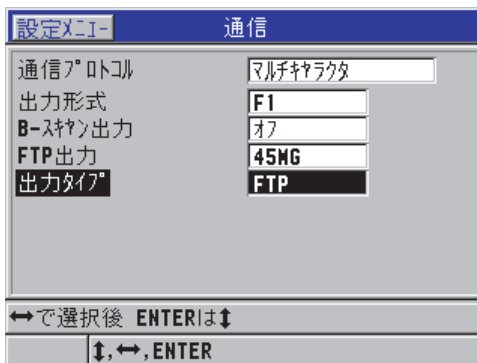 設定ﾒﾆｭｰ 通信
通信ﾌﾟﾛﾄｺﾙ ﾏﾙﾁｷｬﾗｸﾀ
出力形式 F1
B-ｽｷｬﾝ出力 ｵﾌ
FTP出力 45MG
出力ﾀｲﾌﾟ FTP
↔で選択後 ENTERは↕
↕,↔,ENTER